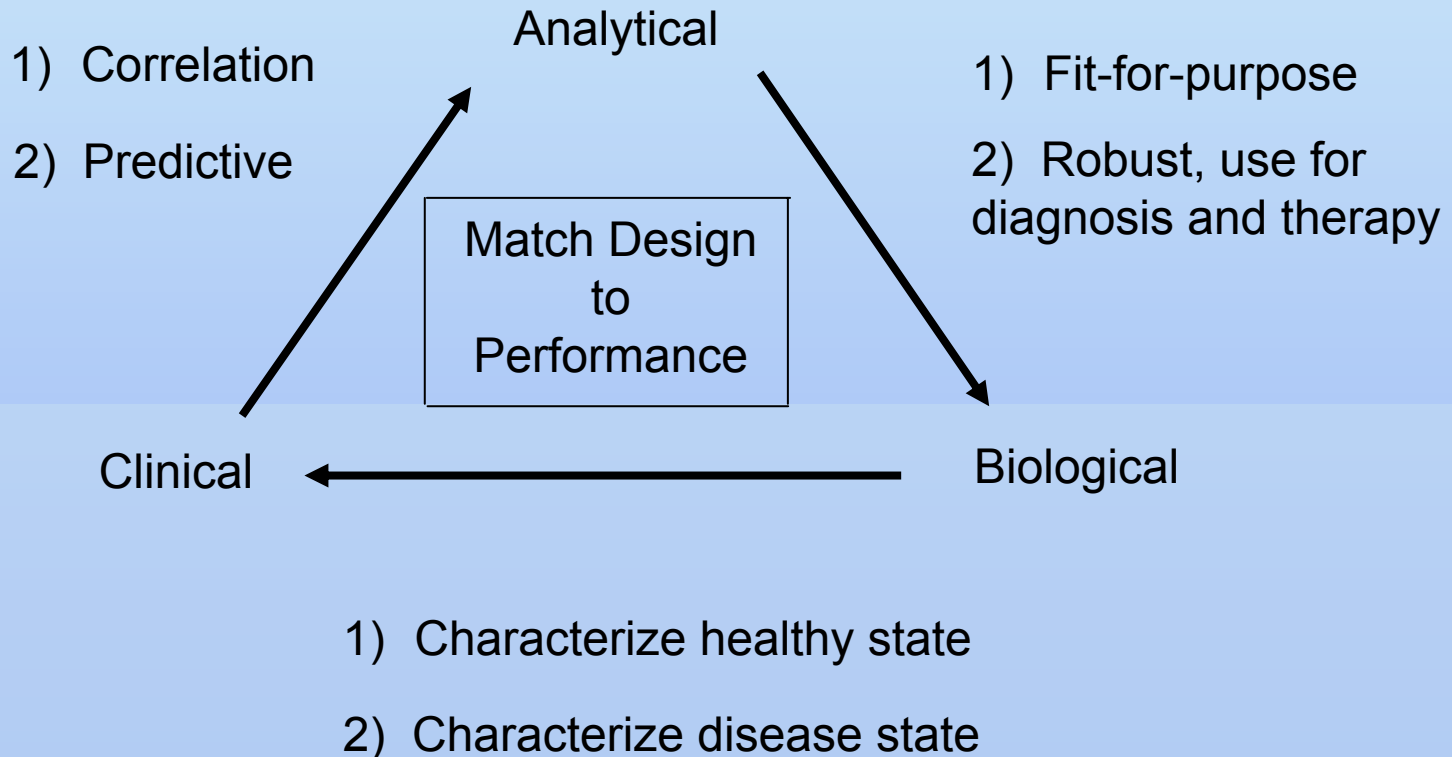 Analytical
1) Correlation
2) Predictive
1) Fit-for-purpose
2) Robust, use for
diagnosis and therapy
Match Design
to
Performance
Clinical
Biological
1) Characterize healthy state
2) Characterize disease state